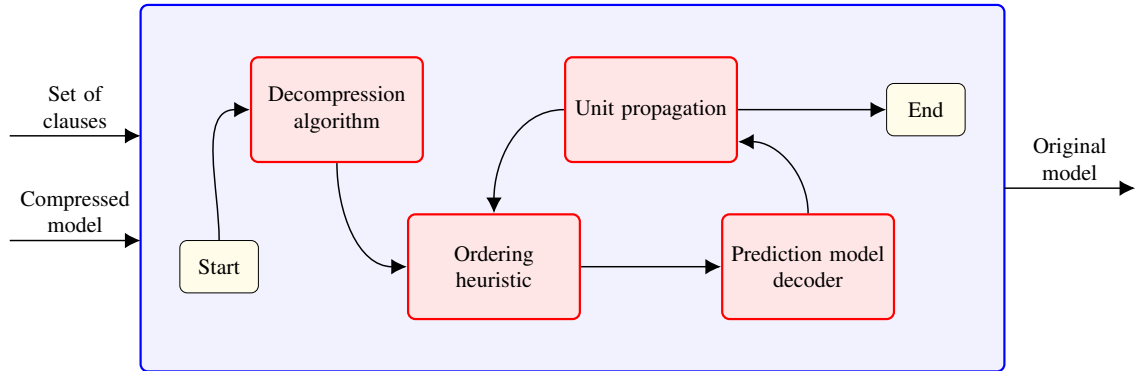 Set of
clauses
Compressed
model
Start
Decompression
algorithm
Ordering
heuristic
Unit propagation
Prediction model
decoder
End
Original
model